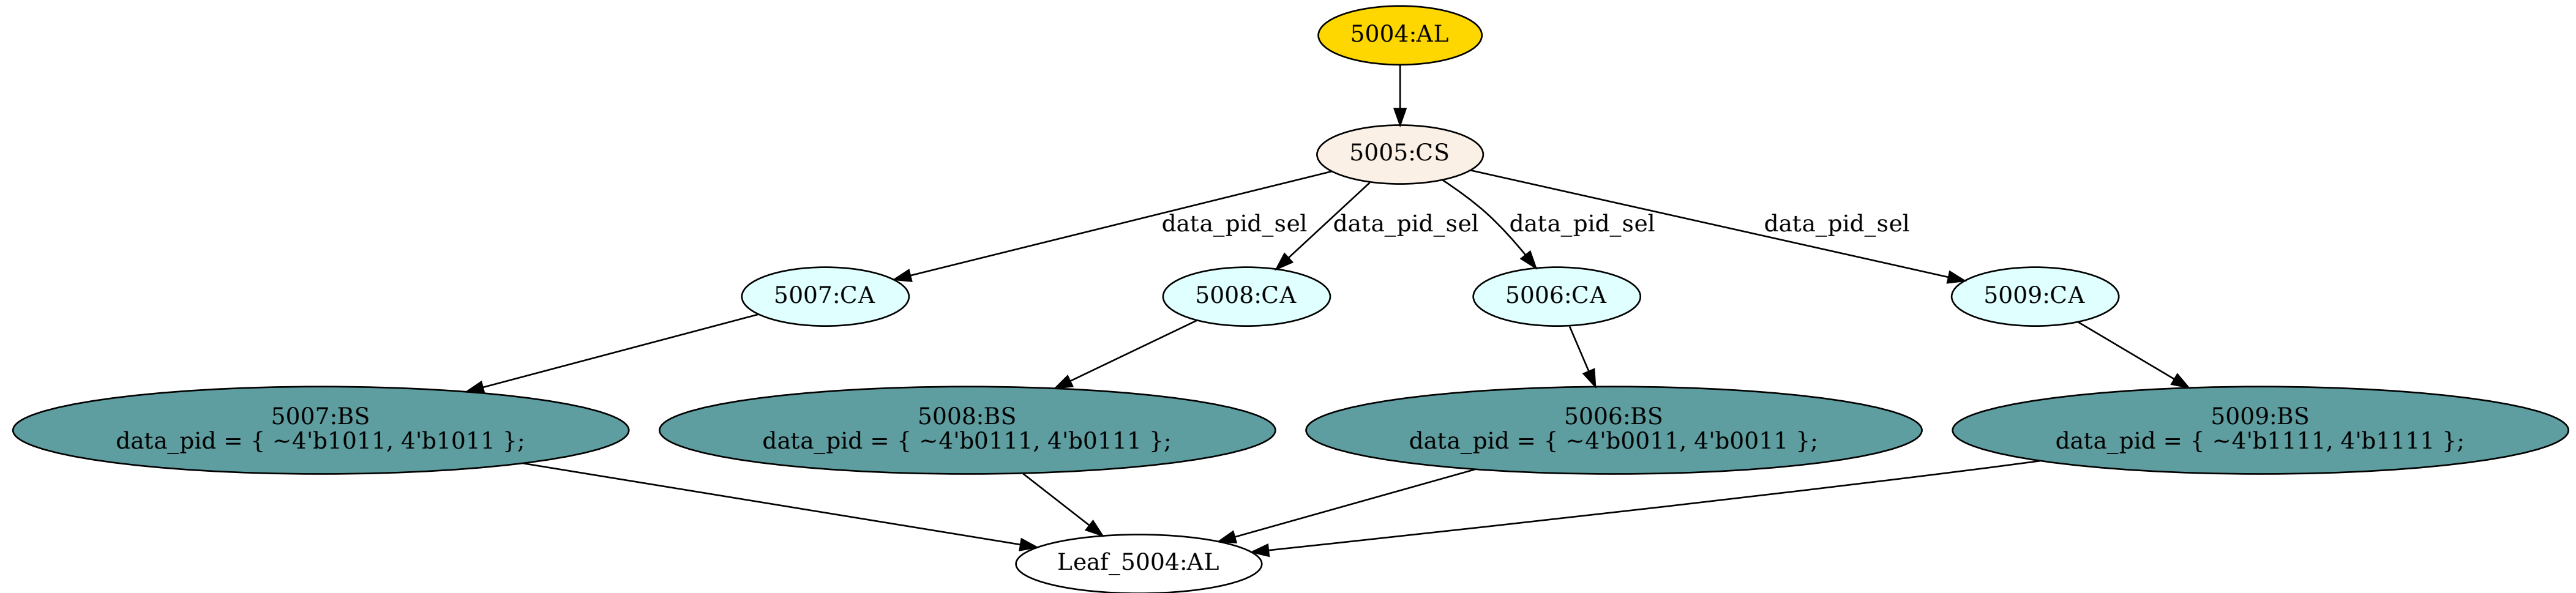 5004:AL
5005:CS
data_pid_sel
data_pid_sel
data_pid_sel
data_pid_sel
5007:CA
5008:CA
5006:CA
5009:CA
5007:BS
data_pid = { ~4'b1011, 4'b1011 };
5008:BS
data_pid = { ~4'b0111, 4'b0111 };
5006:BS
data_pid = { ~4'b0011, 4'b0011 };
5009:BS
data_pid = { ~4'b1111, 4'b1111 };
Leaf_5004:AL